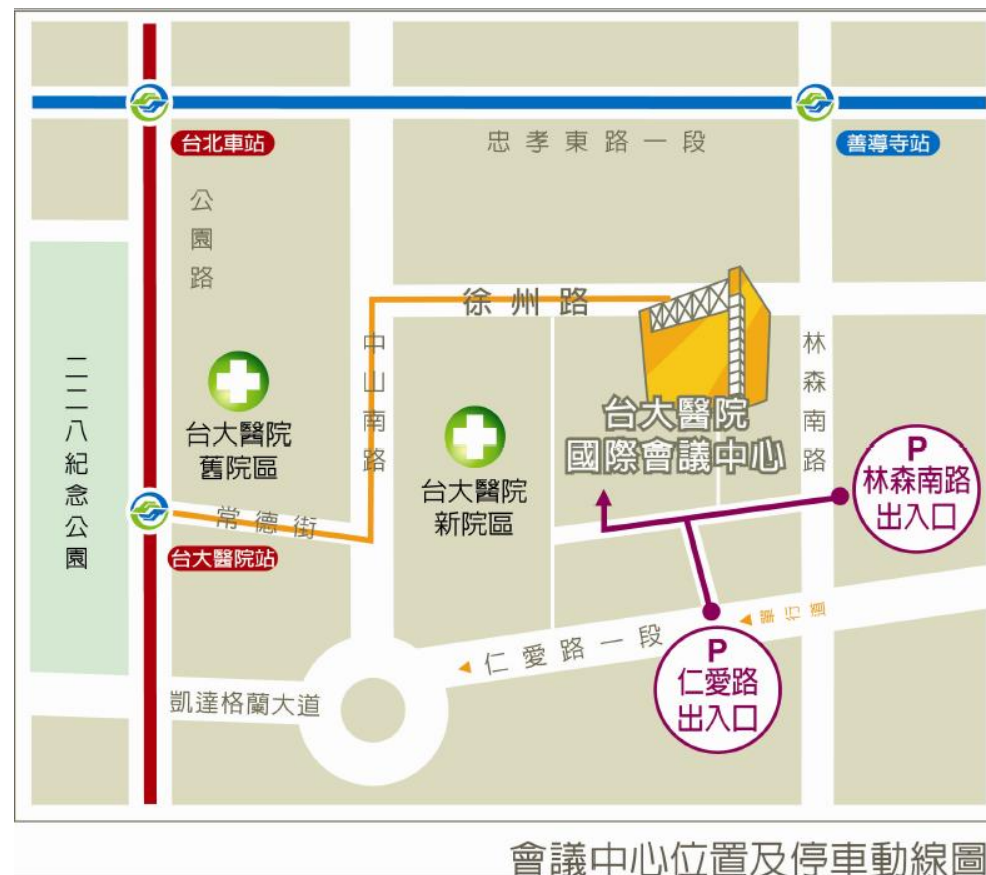 台北車站
忠孝東路一段
善導寺站
公園路
徐州路
二二八紀念公園
台大醫院
舊院區
中山南路
台大醫院
新院區
台大醫院
國際會議中心
林森南路
P
林森南路
出入口
常德街
台大醫院站
單行道
仁愛路一段
P
仁愛路
出入口
凱達格蘭大道
會議中心位置及停車動線圖